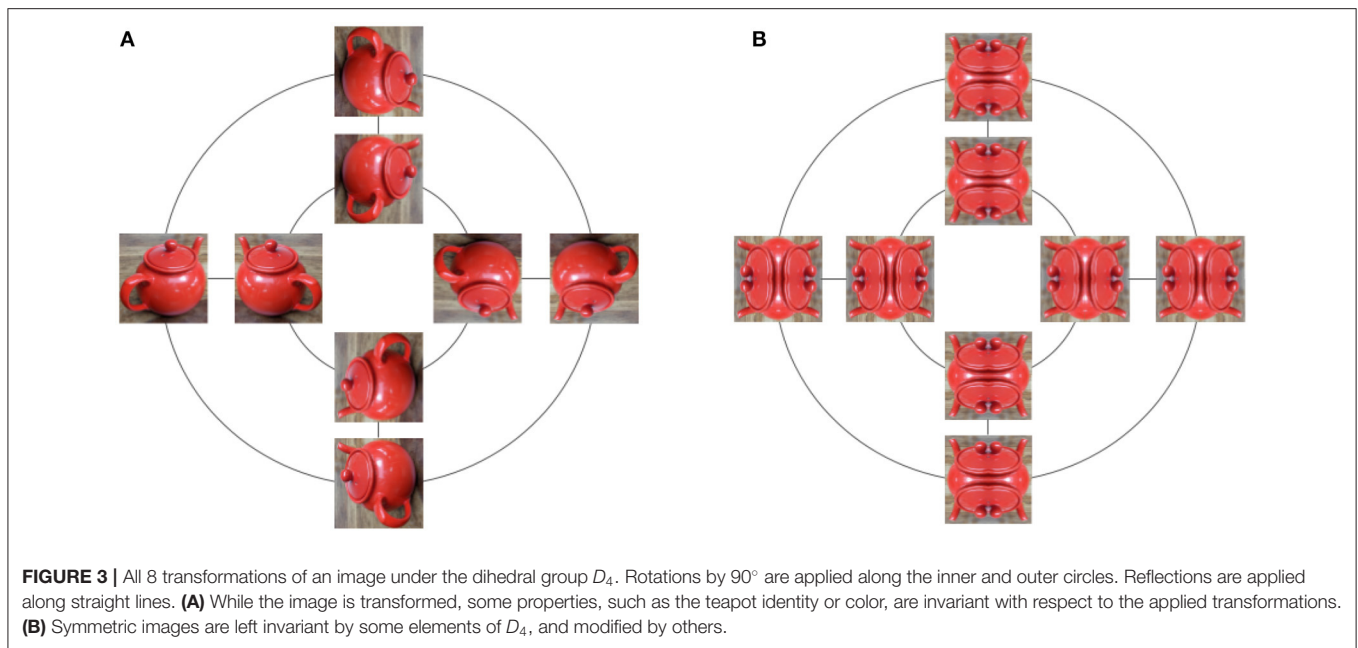 A
B
FIGURE 3 | All 8 transformations of an image under the dihedral group D₄. Rotations by 90° are applied along the inner and outer circles. Reflections are applied
along straight lines. (A) While the image is transformed, some properties, such as the teapot identity or color, are invariant with respect to the applied transformations.
(B) Symmetric images are left invariant by some elements of D₄, and modified by others.